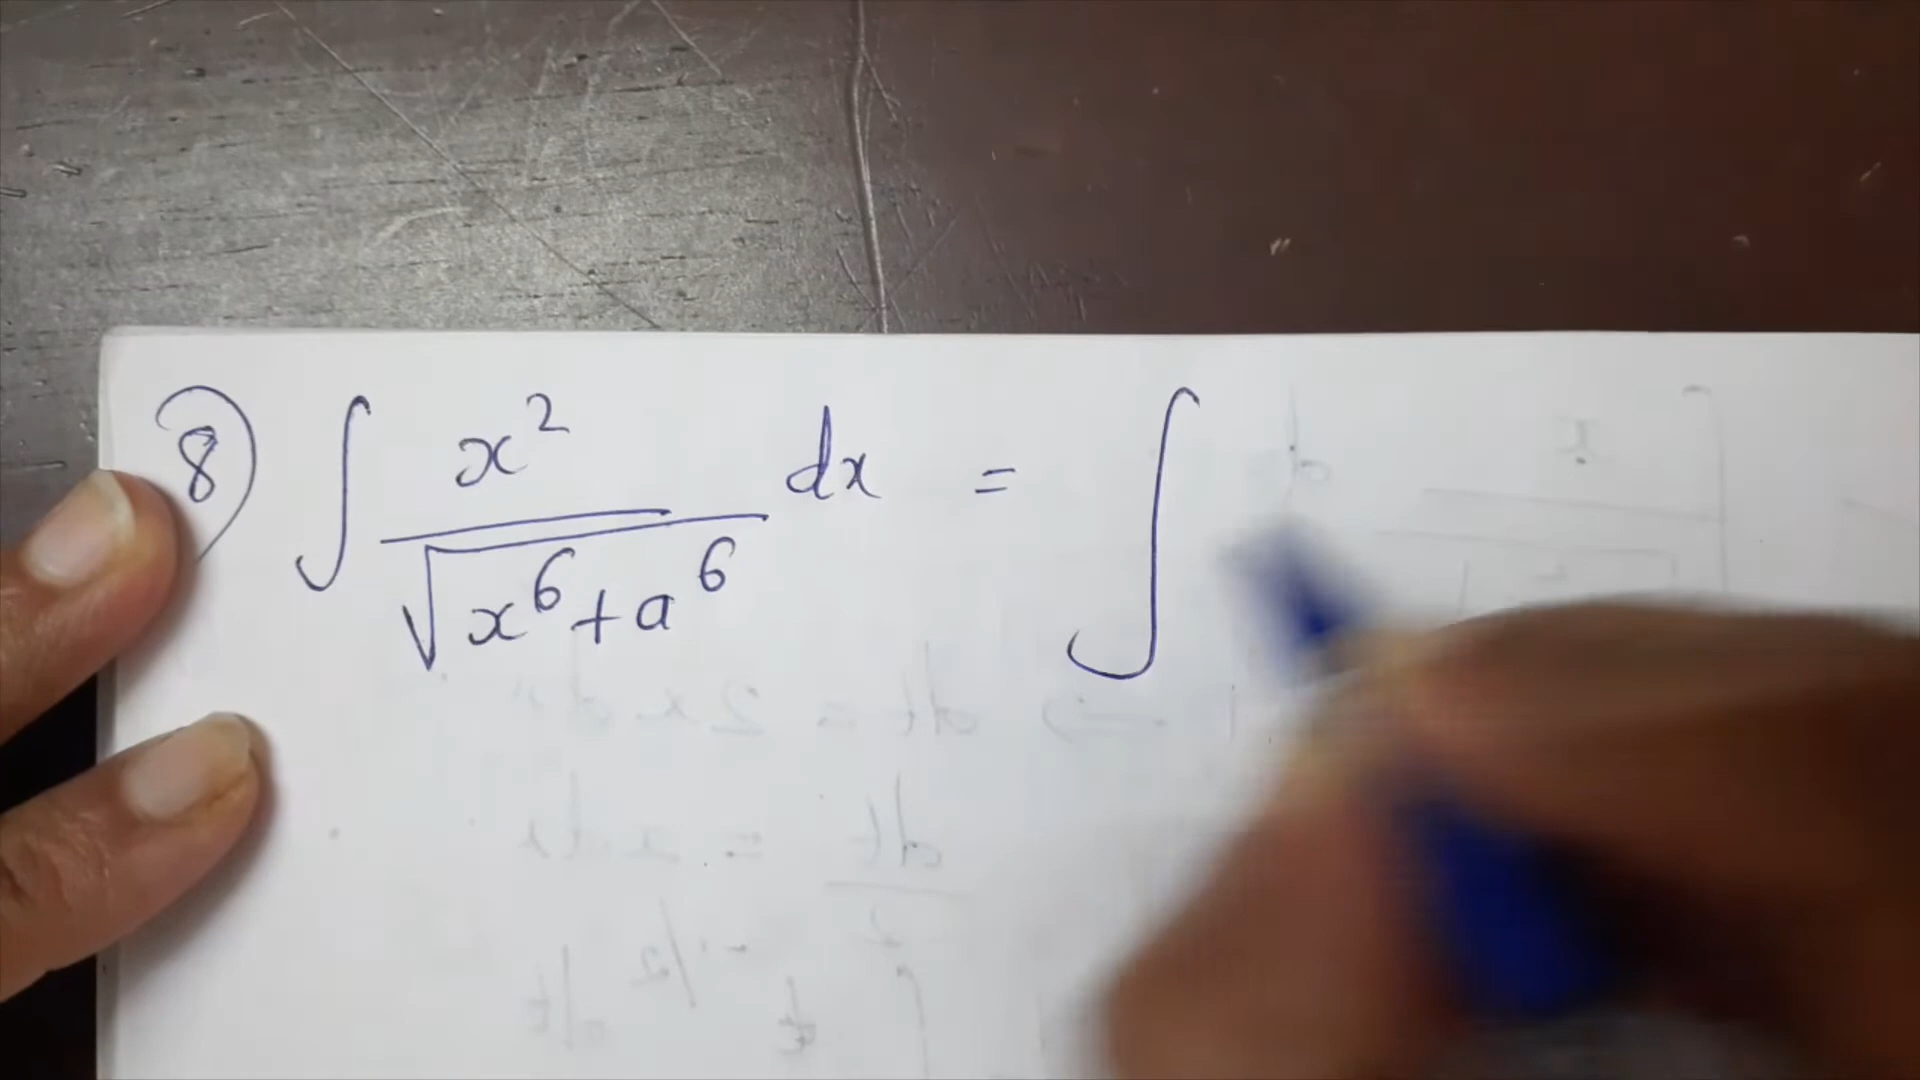 8) ∫ x² / √(x⁶ + a⁶) dx = ∫